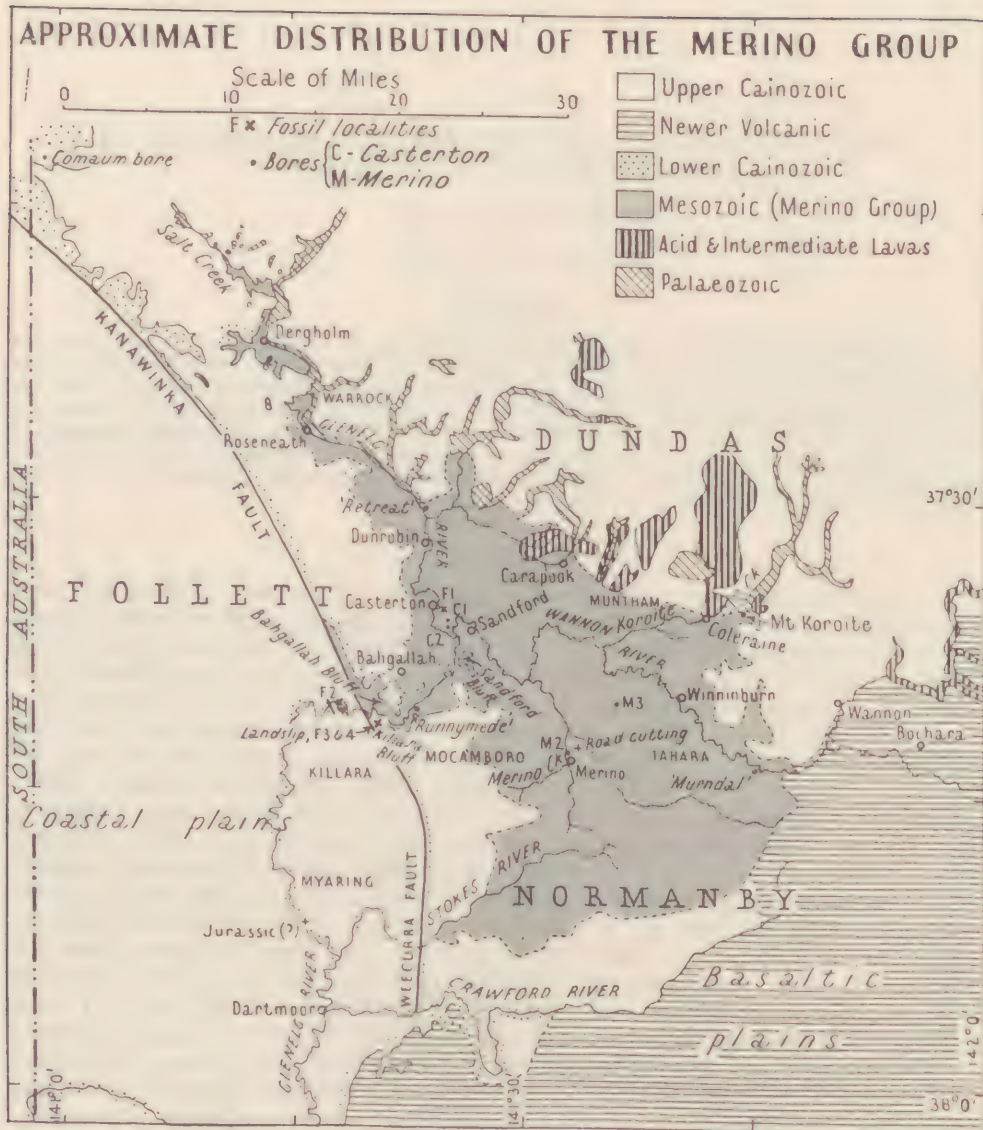 APPROXIMATE DISTRIBUTION OF THE MERINO GROUP
Scale of Miles
0 10 20 30
F × Fossil localities
• Bores { C - Casterton
M - Merino
Upper Cainozoic
Newer Volcanic
Lower Cainozoic
Mesozoic (Merino Group)
Acid & Intermediate Lavas
Palaeozoic
Comaum bore
Salt Creek
Dergholm
KANAWINKA FAULT
WARROCK
Roseneath
GLENELG RIVER
DUNDAS
37°30'
'Retreat'
Dunrobin
SOUTH AUSTRALIA
FOLLETT
Carapook
MUNTHAM
Casterton
F1
C1
C2
Sandford
WANNON RIVER
Koroite
Ck
Mt Koroite
Coleraine
Bahgallah Bluff
Bahgallah
Sandford Bluff
Winninburn
M3
Wannon
Bochara
F2
Landslip, F3&4
Killara Bluff
'Runnymede'
MOCAMBORO
M2
Road cutting
TAHARA
KILLARA
Merino Ck
Merino
'Murndal'
Coastal plains
MYARING
STOKES RIVER
NORMANBY
Jurassic(?)
WEECURRA FAULT
Dartmoor
CRAWFORD RIVER
Basaltic
plains
GLENELG RIVER
141°0'
141°30'
142°0'
38°0'